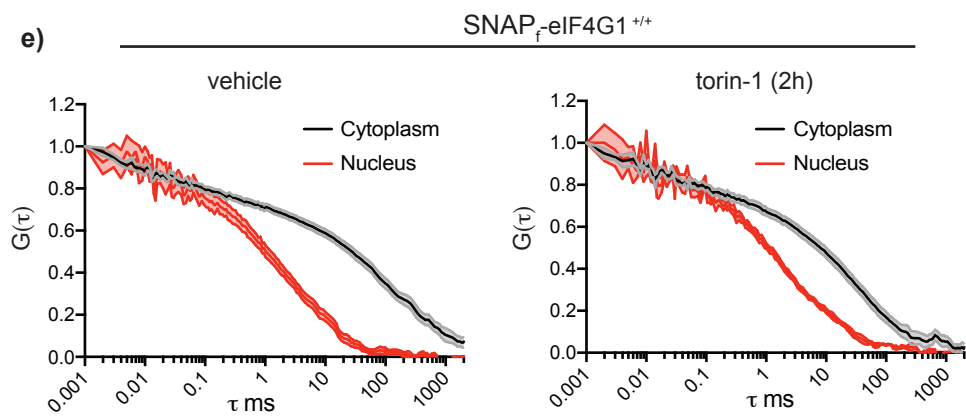 e)
SNAPf-eIF4G1 +/+
vehicle
torin-1 (2h)
1.2
1.0
0.8
0.6
0.4
0.2
0.0
G(τ)
Cytoplasm
Nucleus
0.001
0.01
0.1
1
10
100
1000
τ ms
1.2
1.0
0.8
0.6
0.4
0.2
0.0
G(τ)
Cytoplasm
Nucleus
0.001
0.01
0.1
1
10
100
1000
τ ms